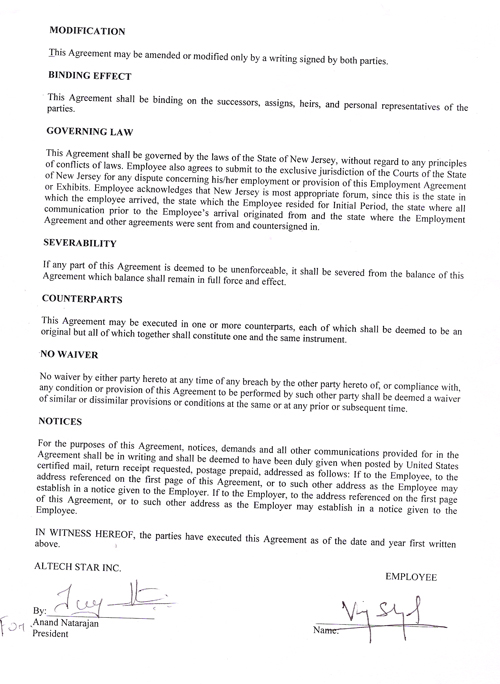 MODIFICATION
This Agreement may be amended or modified only by a writing signed by both parties.
BINDING EFFECT
This Agreement shall be binding on the successors, assigns, heirs, and personal representatives of the
parties.
GOVERNING LAW
This Agreement shall be governed by the laws of the State of New Jersey, without regard to any principles
of conflicts of laws. Employee also agrees to submit to the exclusive jurisdiction of the Courts of the State
of New Jersey for any dispute concerning his/her employment or provision of this Employment Agreement
or Exhibits. Employee acknowledges that New Jersey is most appropriate forum, since this is the state in
which the employee arrived, the state which the Employee resided for Initial Period, the state where all
communication prior to the Employee's arrival originated from and the state where the Employment
Agreement and other agreements were sent from and countersigned in.
SEVERABILITY
If any part of this Agreement is deemed to be unenforceable, it shall be severed from the balance of this
Agreement which balance shall remain in full force and effect.
COUNTERPARTS
This Agreement may be executed in one or more counterparts, each of which shall be deemed to be an
original but all of which together shall constitute one and the same instrument.
NO WAIVER
No waiver by either party hereto at any time of any breach by the other party hereto of, or compliance with,
any condition or provision of this Agreement to be performed by such other party shall be deemed a waiver
of similar or dissimilar provisions or conditions at the same or at any prior or subsequent time.
NOTICES
For the purposes of this Agreement, notices, demands and all other communications provided for in the
Agreement shall be in writing and shall be deemed to have been duly given when posted by United States
certified mail, return receipt requested, postage prepaid, addressed as follows: If to the Employee, to the
address referenced on the first page of this Agreement, or to such other address as the Employee may
establish in a notice given to the Employer. If to the Employer, to the address referenced on the first page
of this Agreement, or to such other address as the Employer may establish in a notice given to the
Employee.
IN WITNESS HEREOF, the parties have executed this Agreement as of the date and year first written
above.
ALTECH STAR INC.
EMPLOYEE
By:
For Anand Natarajan
President
Name: